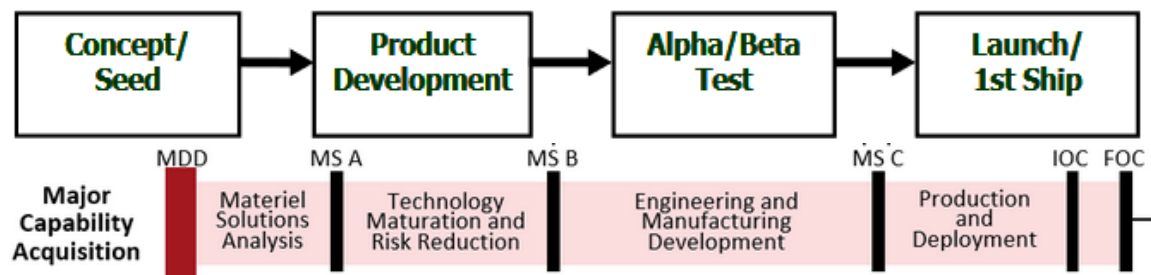 Concept/
Seed
Product
Development
Alpha/Beta
Test
Launch/
1st Ship
MDD
MS A
MS B
MS C
IOC
FOC
Major
Capability
Acquisition
Materiel
Solutions
Analysis
Technology
Maturation and
Risk Reduction
Engineering and
Manufacturing
Development
Production
and
Deployment